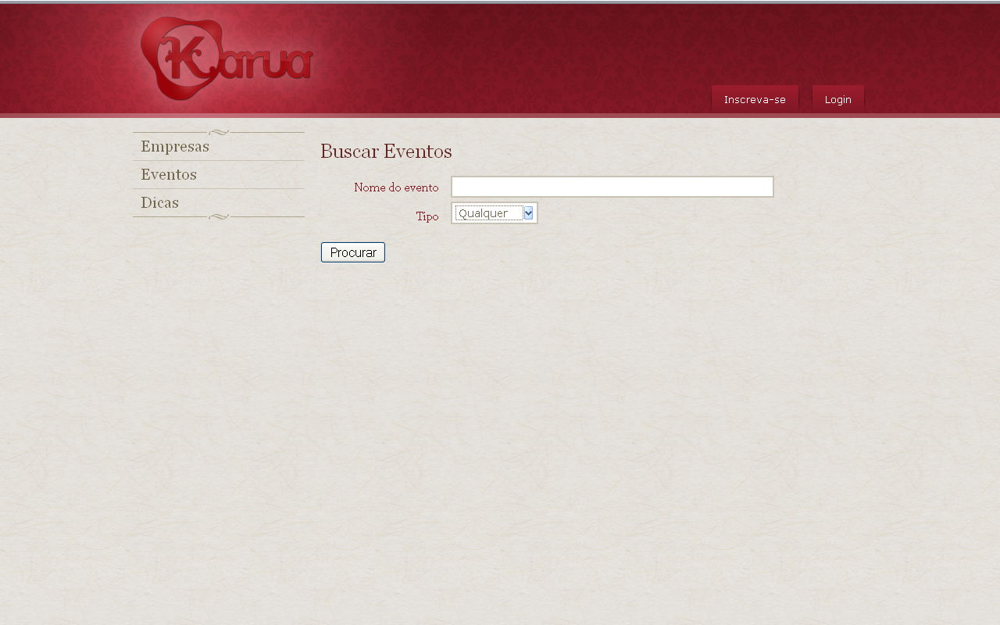 Karua
Inscreva-se
Login
Empresas
Eventos
Dicas
Buscar Eventos
Nome do evento
Tipo
Qualquer
Procurar